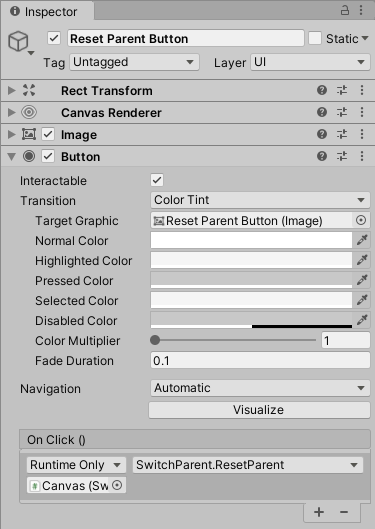 Inspector
Reset Parent Button Static
Tag Untagged Layer UI
Rect Transform
Canvas Renderer
Image
Button
Interactable
Transition Color Tint
Target Graphic Reset Parent Button (Image)
Normal Color
Highlighted Color
Pressed Color
Selected Color
Disabled Color
Color Multiplier 1
Fade Duration 0.1
Navigation Automatic
Visualize
On Click ()
Runtime Only SwitchParent.ResetParent
Canvas (Sw